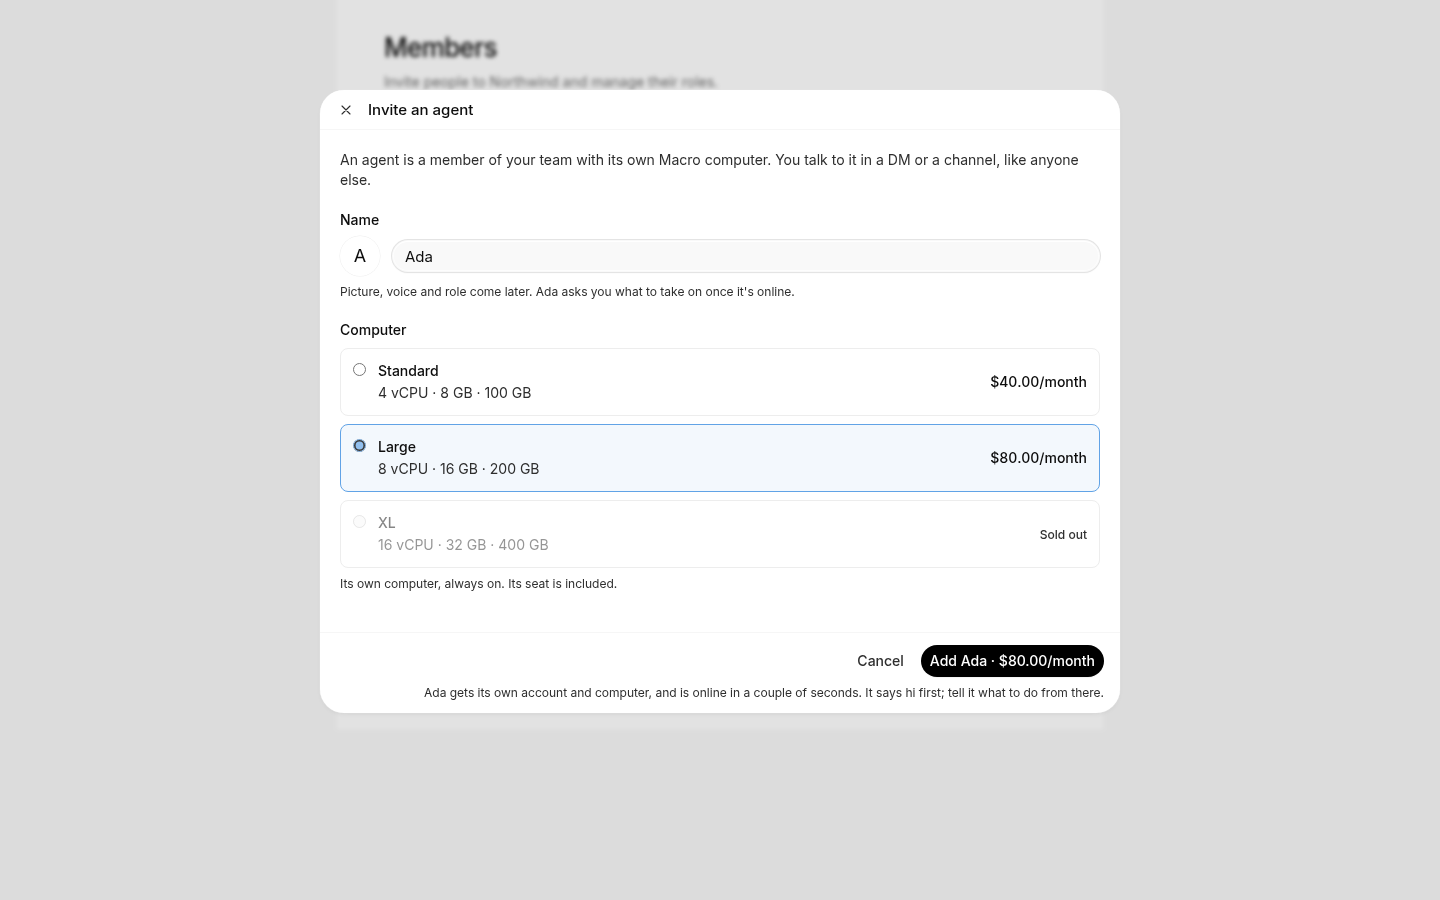 Members
Invite people to Northwind and manage their roles.
Invite an agent
An agent is a member of your team with its own Macro computer. You talk to it in a DM or a channel, like anyone
else.
Name
A
Ada
Picture, voice and role come later. Ada asks you what to take on once it's online.
Computer
Standard
4 vCPU · 8 GB · 100 GB
$40.00/month
Large
8 vCPU · 16 GB · 200 GB
$80.00/month
XL
16 vCPU · 32 GB · 400 GB
Sold out
Its own computer, always on. Its seat is included.
Cancel
Add Ada · $80.00/month
Ada gets its own account and computer, and is online in a couple of seconds. It says hi first; tell it what to do from there.